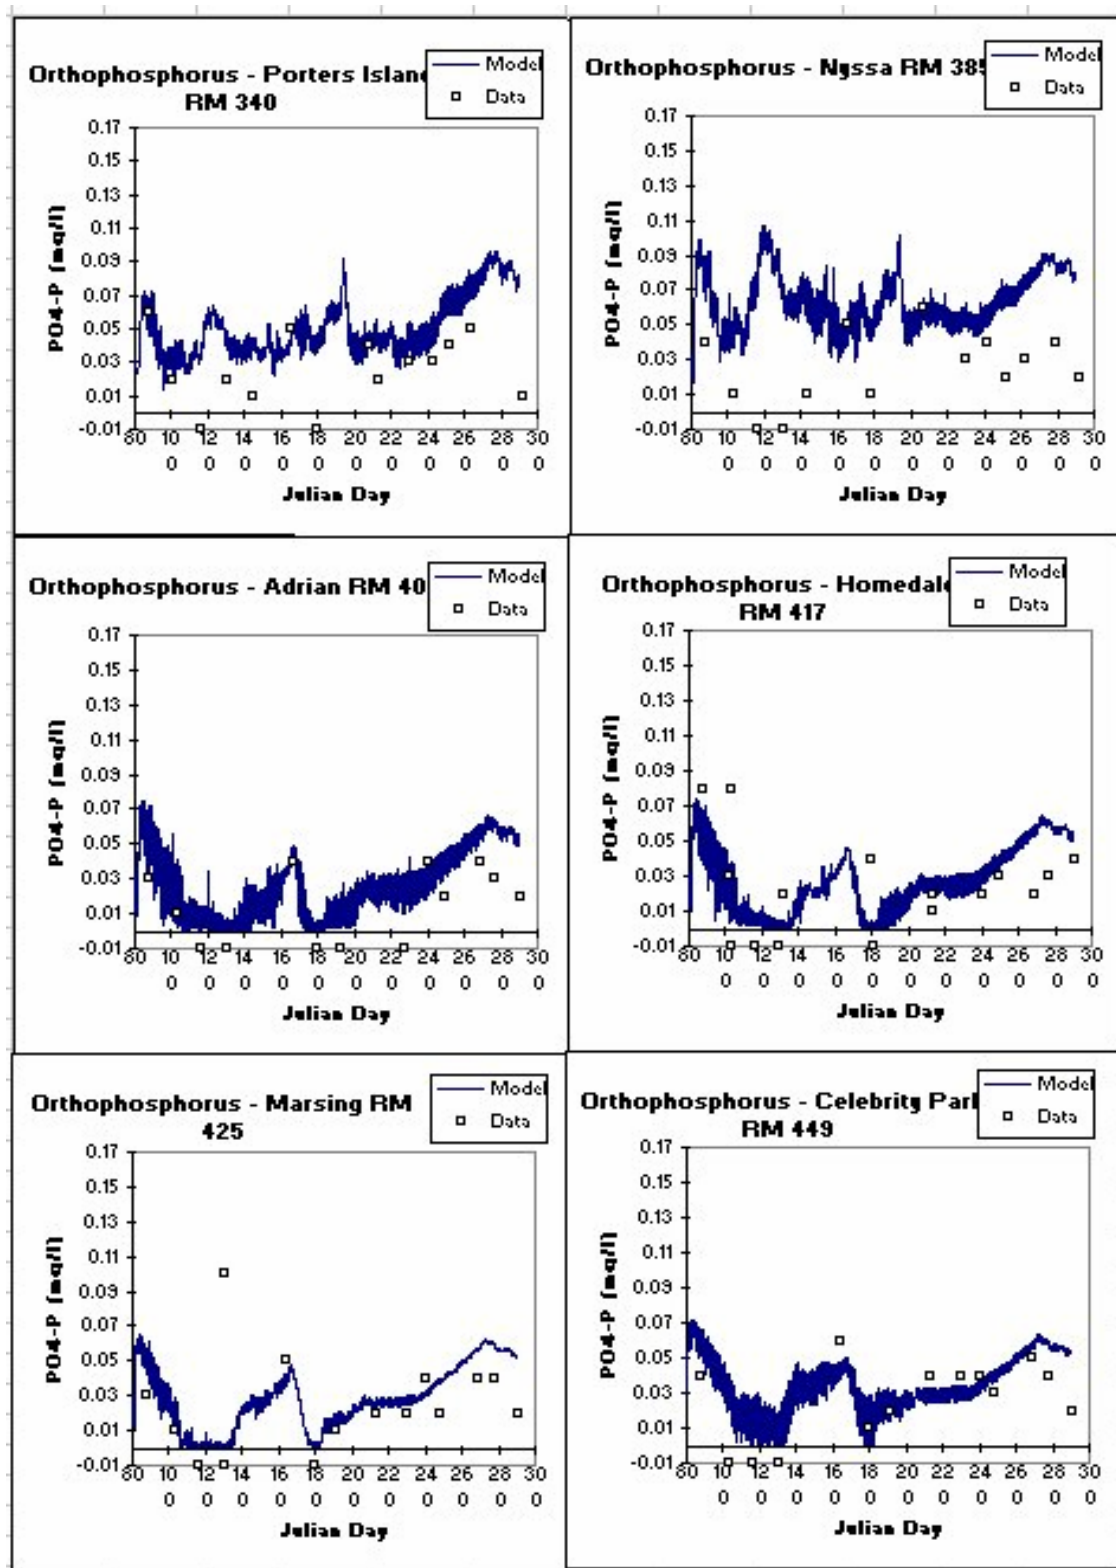 Orthophosphorus - Porters Island
RM 340
Model
Data
0.17
0.15
0.13
0.11
0.09
0.07
0.05
0.03
0.01
-0.01
PO4-P (mg/l)
80 10 12 14 16 18 20 22 24 26 28 30
0 0 0 0 0 0 0 0 0 0 0
Julian Day
Orthophosphorus - Nyssa RM 385
Model
Data
0.17
0.15
0.13
0.11
0.09
0.07
0.05
0.03
0.01
-0.01
PO4-P (mg/l)
80 10 12 14 16 18 20 22 24 26 28 30
0 0 0 0 0 0 0 0 0 0 0
Julian Day
Orthophosphorus - Adrian RM 40
Model
Data
0.17
0.15
0.13
0.11
0.09
0.07
0.05
0.03
0.01
-0.01
PO4-P (mg/l)
80 10 12 14 16 18 20 22 24 26 28 30
0 0 0 0 0 0 0 0 0 0 0
Julian Day
Orthophosphorus - Homedale
RM 417
Model
Data
0.17
0.15
0.13
0.11
0.09
0.07
0.05
0.03
0.01
-0.01
PO4-P (mg/l)
80 10 12 14 16 18 20 22 24 26 28 30
0 0 0 0 0 0 0 0 0 0 0
Julian Day
Orthophosphorus - Marsing RM
425
Model
Data
0.17
0.15
0.13
0.11
0.09
0.07
0.05
0.03
0.01
-0.01
PO4-P (mg/l)
80 10 12 14 16 18 20 22 24 26 28 30
0 0 0 0 0 0 0 0 0 0 0
Julian Day
Orthophosphorus - Celebrity Park
RM 449
Model
Data
0.17
0.15
0.13
0.11
0.09
0.07
0.05
0.03
0.01
-0.01
PO4-P (mg/l)
80 10 12 14 16 18 20 22 24 26 28 30
0 0 0 0 0 0 0 0 0 0 0
Julian Day